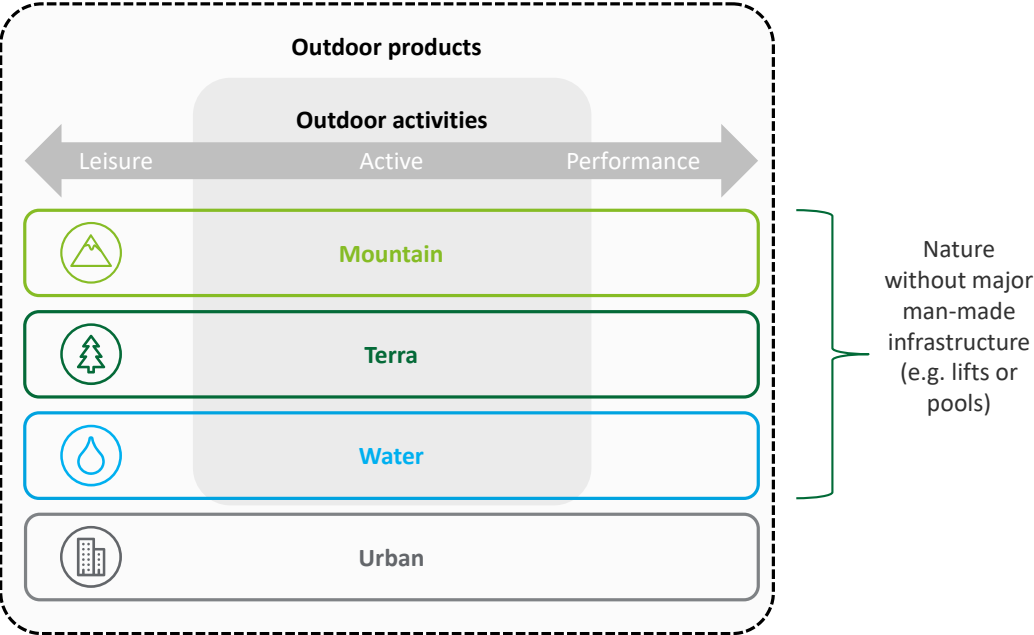 Outdoor products
Outdoor activities
Leisure Active Performance
Mountain
Terra
Water
Urban
Nature
without major
man-made
infrastructure
(e.g. lifts or
pools)